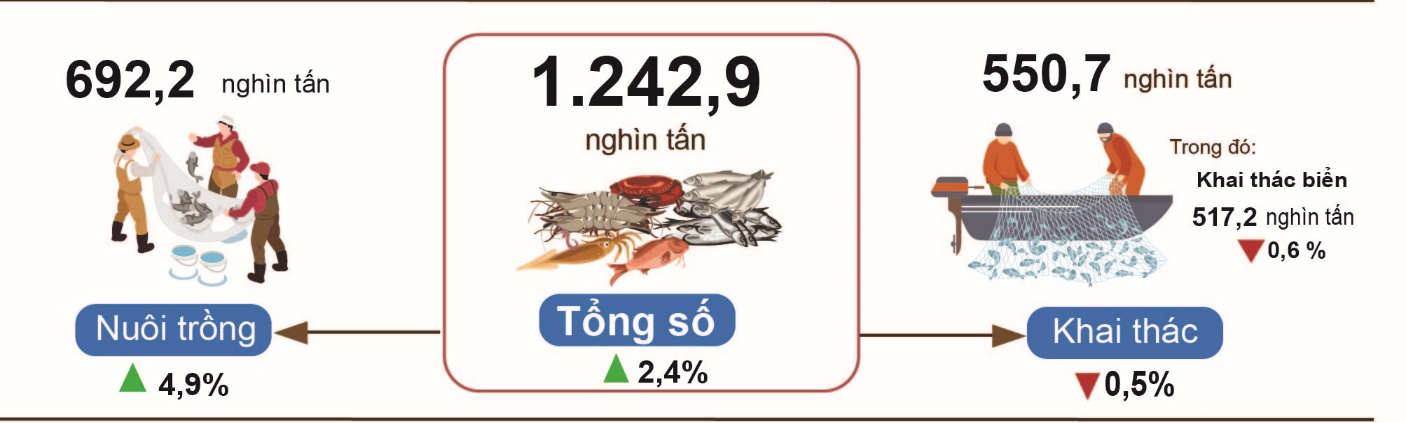 692,2 nghìn tấn
Nuôi trồng
4,9%
1.242,9
nghìn tấn
Tổng số
2,4%
550,7 nghìn tấn
Trong đó:
Khai thác biển
517,2 nghìn tấn
0,6 %
Khai thác
0,5%